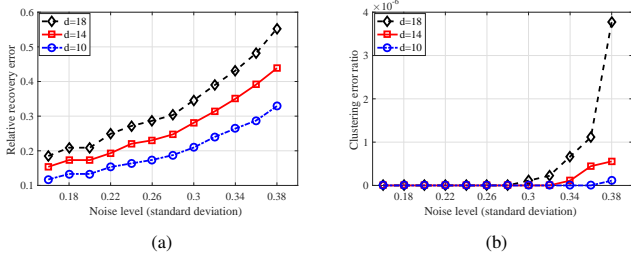 0.6
0.5
0.4
0.3
0.2
0.1
Relative recovery error
d=18
d=14
d=10
0.18 0.22 0.26 0.3 0.34 0.38
Noise level (standard deviation)
(a)
×10⁻⁶
4
3
2
1
0
Clustering error ratio
d=18
d=14
d=10
0.18 0.22 0.26 0.3 0.34 0.38
Noise level (standard deviation)
(b)